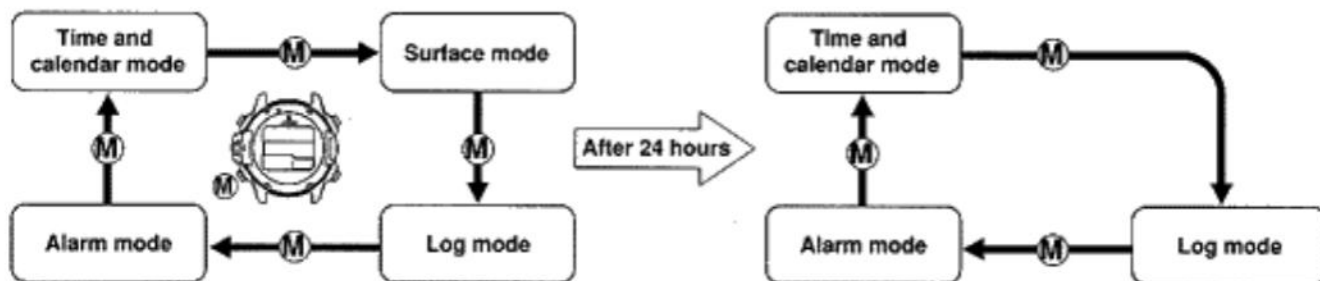 Time and
calendar mode
M
Surface mode
M
M
M
Alarm mode
M
Log mode
After 24 hours
Time and
calendar mode
M
M
Alarm mode
M
Log mode